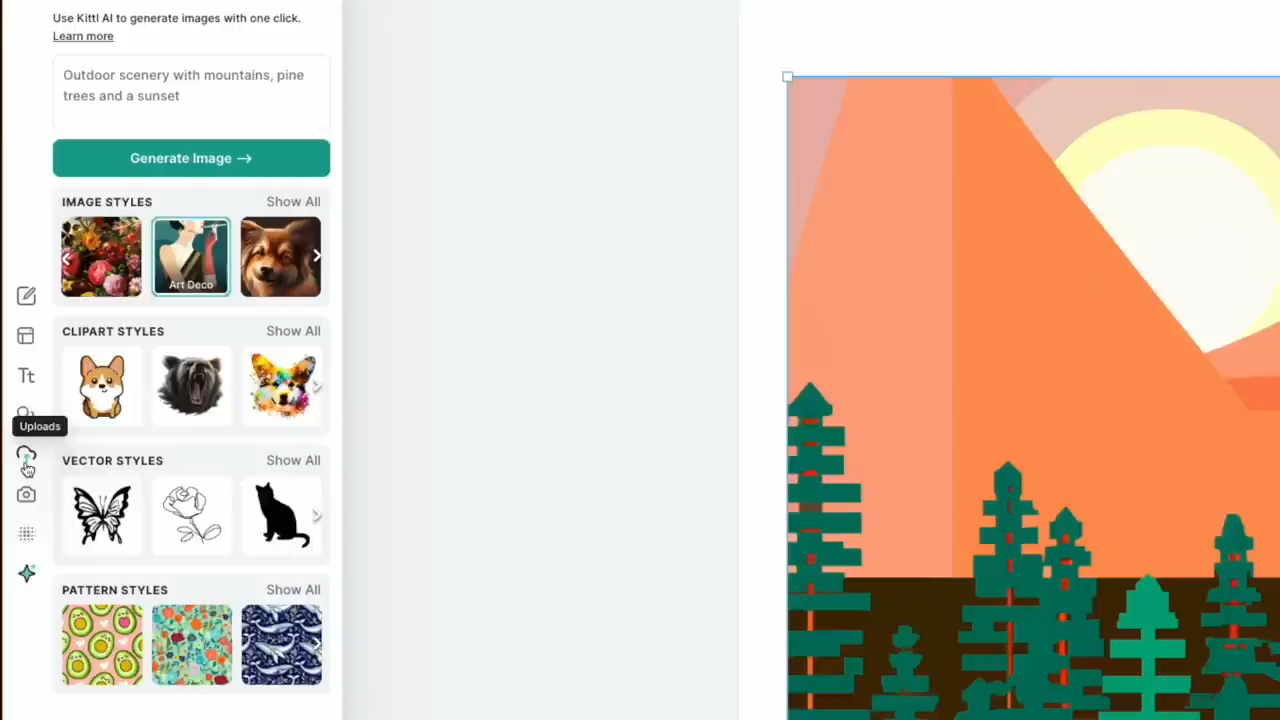 Use Kittl AI to generate images with one click.
Learn more
Outdoor scenery with mountains, pine
trees and a sunset
Generate Image →
IMAGE STYLES Show All
Art Deco
CLIPART STYLES Show All
Tt
Uploads
VECTOR STYLES Show All
PATTERN STYLES Show All